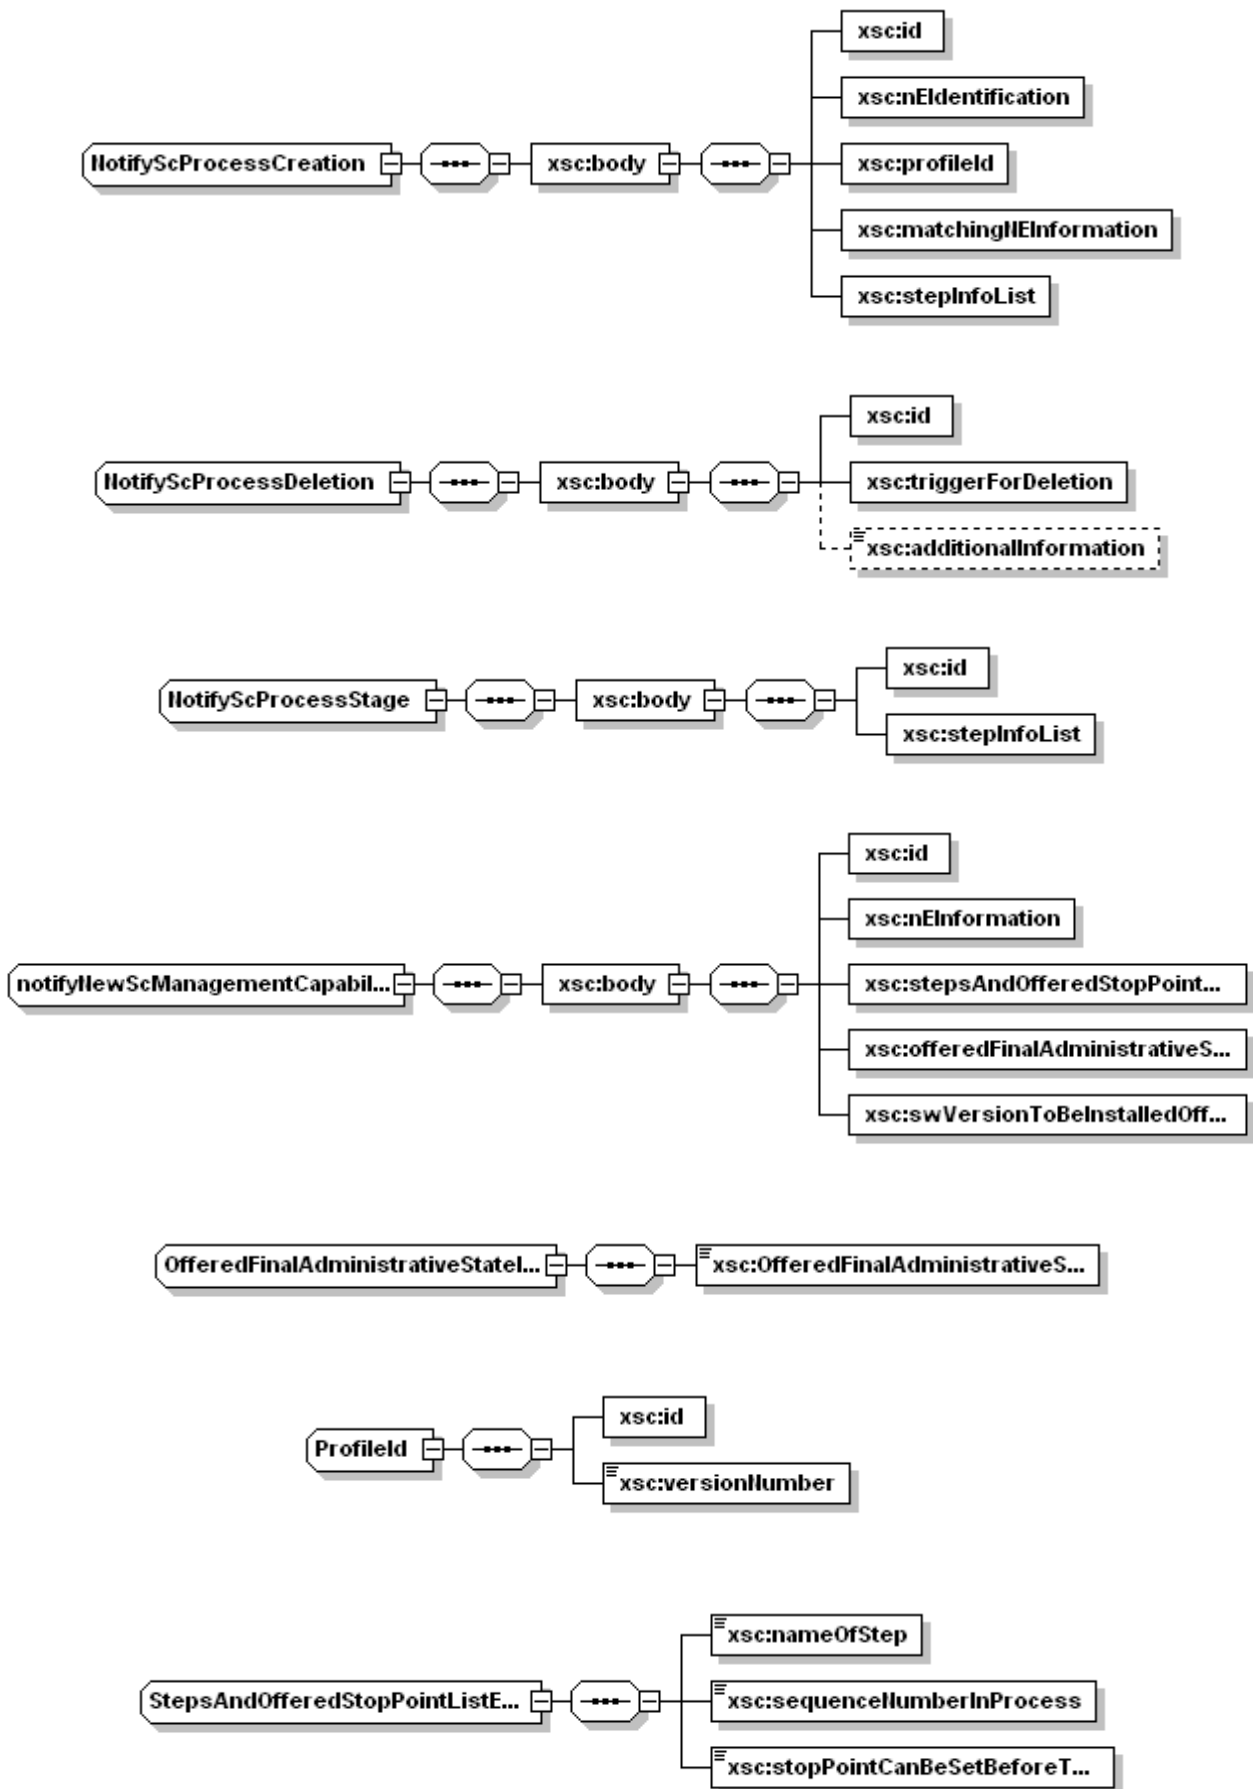 xsc:id
xsc:nEIdentification
NotifyScProcessCreation xsc:body xsc:profileId
xsc:matchingNEInformation
xsc:stepInfoList
xsc:id
NotifyScProcessDeletion xsc:body xsc:triggerForDeletion
xsc:additionalInformation
xsc:id
NotifyScProcessStage xsc:body
xsc:stepInfoList
xsc:id
xsc:nEInformation
notifyNewScManagementCapabil... xsc:body xsc:stepsAndOfferedStopPoint...
xsc:offeredFinalAdministrativeS...
xsc:swVersionToBeInstalledOff...
OfferedFinalAdministrativeStateI... xsc:OfferedFinalAdministrativeS...
xsc:id
ProfileId
xsc:versionNumber
xsc:nameOfStep
StepsAndOfferedStopPointListE... xsc:sequenceNumberInProcess
xsc:stopPointCanBeSetBeforeT...